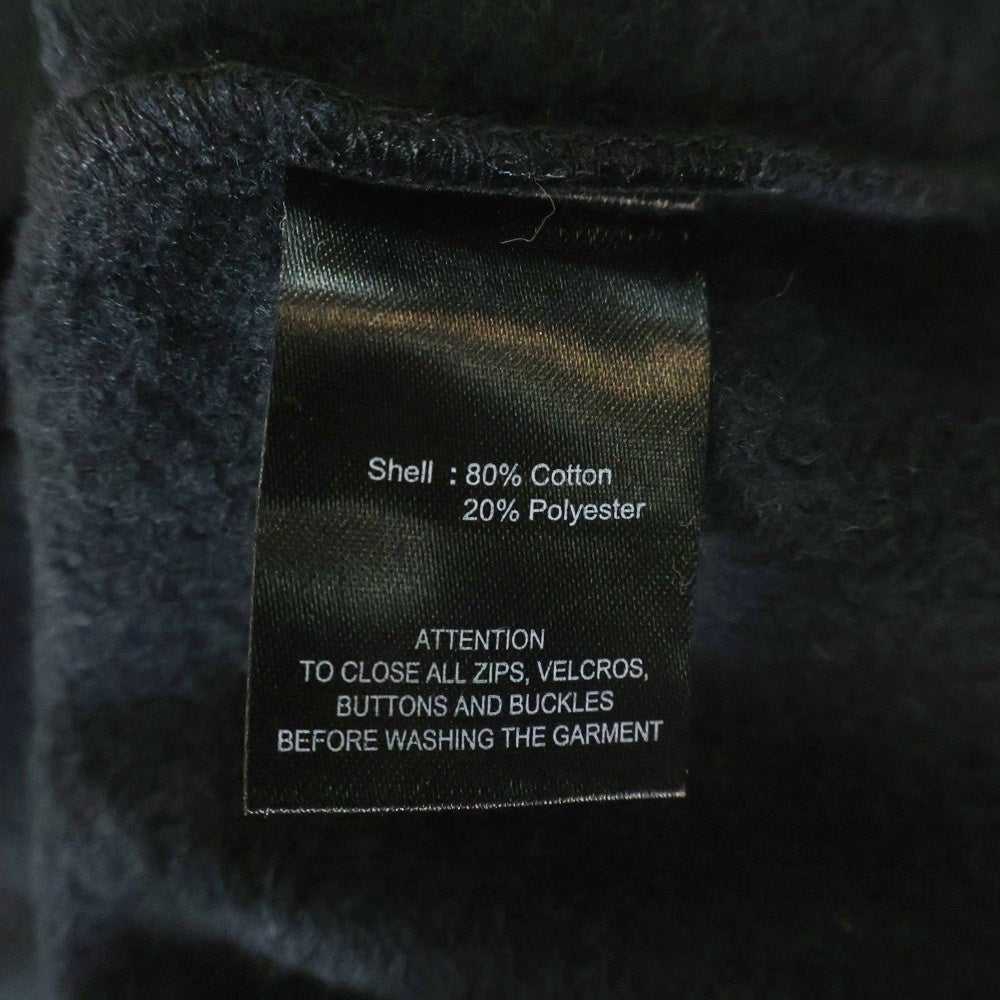 Shell : 80% Cotton
20% Polyester
ATTENTION
TO CLOSE ALL ZIPS, VELCROS,
BUTTONS AND BUCKLES
BEFORE WASHING THE GARMENT